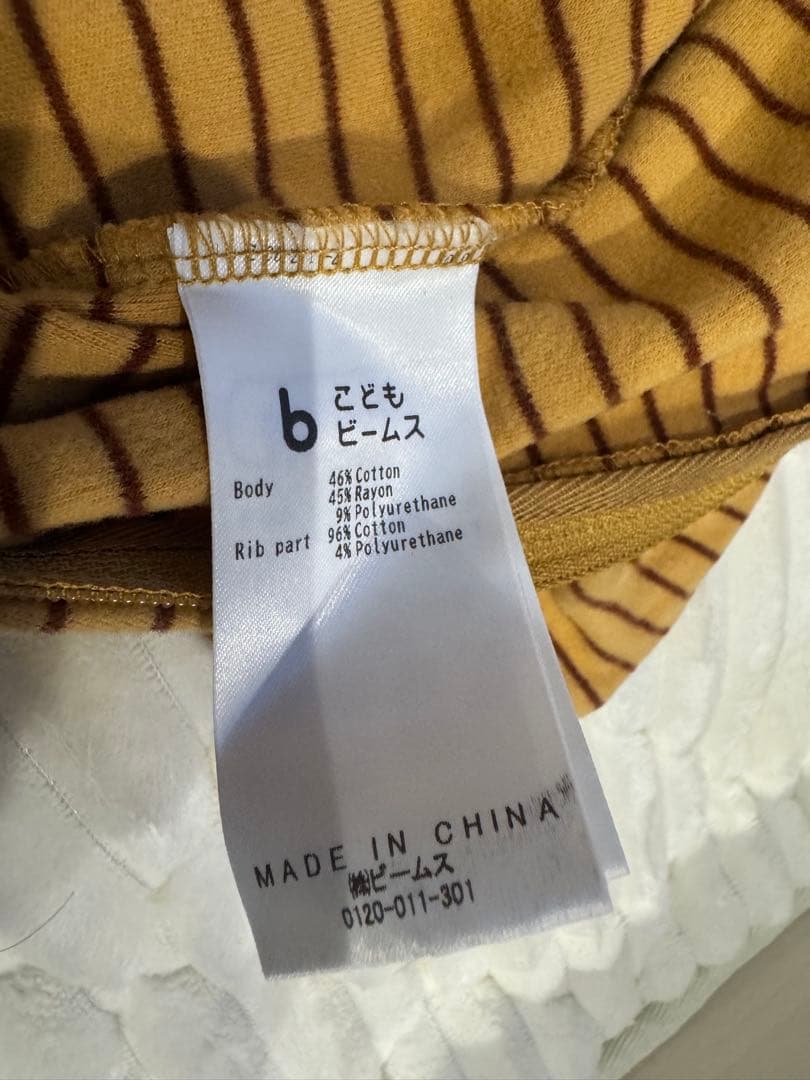 b こども
ビームス
Body 46% Cotton
45% Rayon
9% Polyurethane
Rib part 96% Cotton
4% Polyurethane
MADE IN CHINA
㈱ビームス
0120-011-301